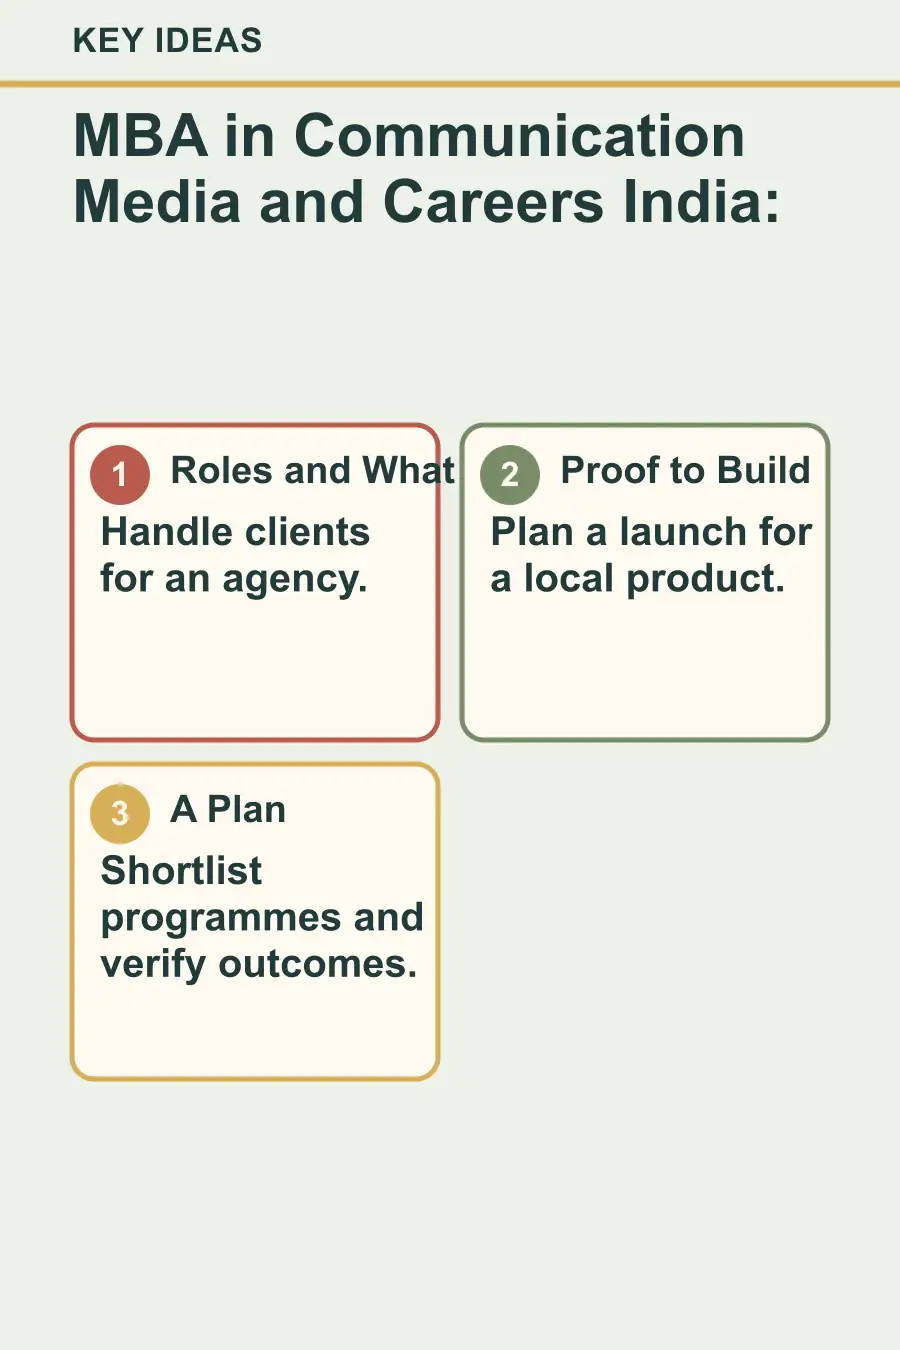 KEY IDEAS
MBA in Communication
Media and Careers India:
1 Roles and What
Handle clients
for an agency.
2 Proof to Build
Plan a launch for
a local product.
3 A Plan
Shortlist
programmes and
verify outcomes.